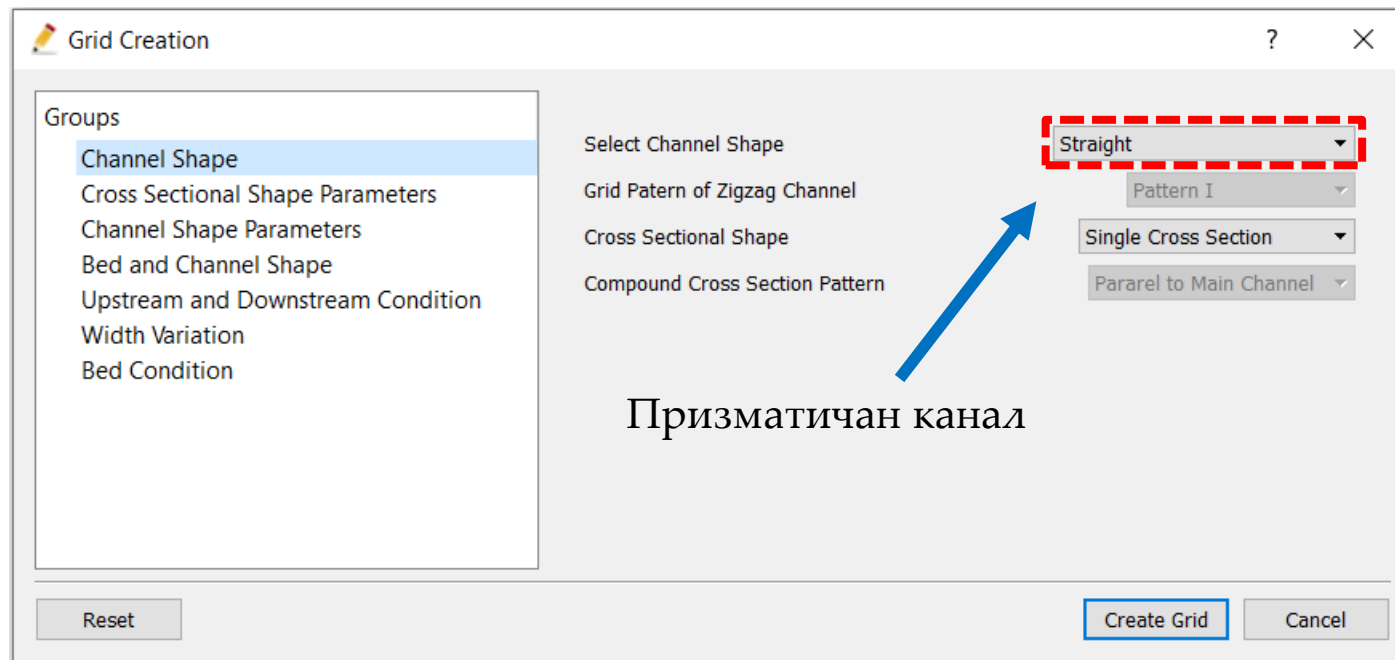 Grid Creation
?
Groups
Channel Shape
Cross Sectional Shape Parameters
Channel Shape Parameters
Bed and Channel Shape
Upstream and Downstream Condition
Width Variation
Bed Condition
Select Channel Shape Straight
Grid Patern of Zigzag Channel Pattern I
Cross Sectional Shape Single Cross Section
Compound Cross Section Pattern Pararel to Main Channel
Призматичан канал
Reset Create Grid Cancel